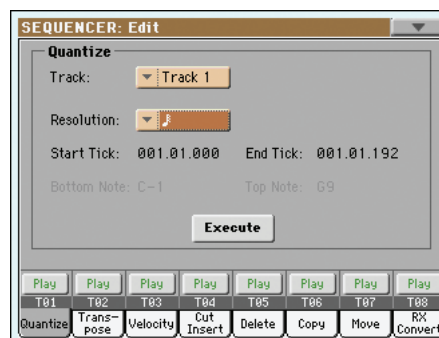 SEQUENCER: Edit
Quantize
Track: Track 1
Resolution: ♪
Start Tick: 001.01.000 End Tick: 001.01.192
Bottom Note: C-1 Top Note: G9
Execute
Play Play Play Play Play Play Play Play
T01 T02 T03 T04 T05 T06 T07 T08
Quantize Trans-pose Velocity Cut Insert Delete Copy Move RX Convert